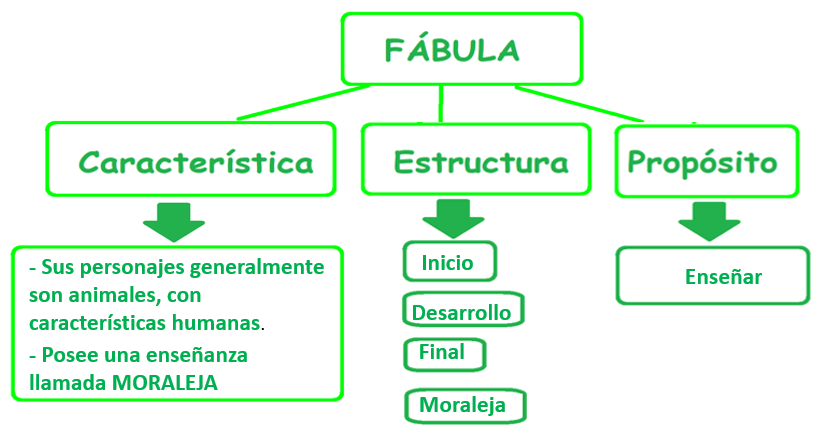 FÁBULA
Característica
Estructura
Propósito
- Sus personajes generalmente
son animales, con
características humanas.
- Posee una enseñanza
llamada MORALEJA
Inicio
Desarrollo
Final
Moraleja
Enseñar